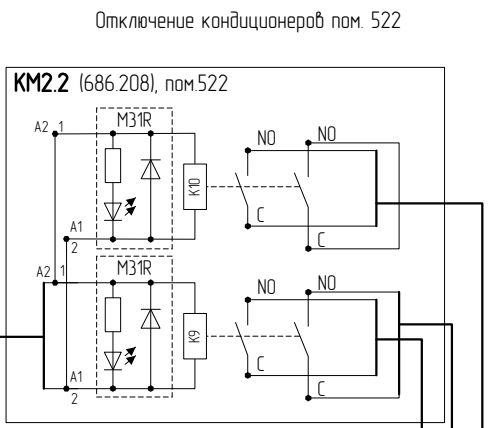 Отключение кондиционеров пом. 522
КМ2.2 (686.208), пом.522
M31R
A2 1
NO
NO
K10
C
A1
C
2
M31R
A2 1
NO
NO
K9
C
A1
C
2